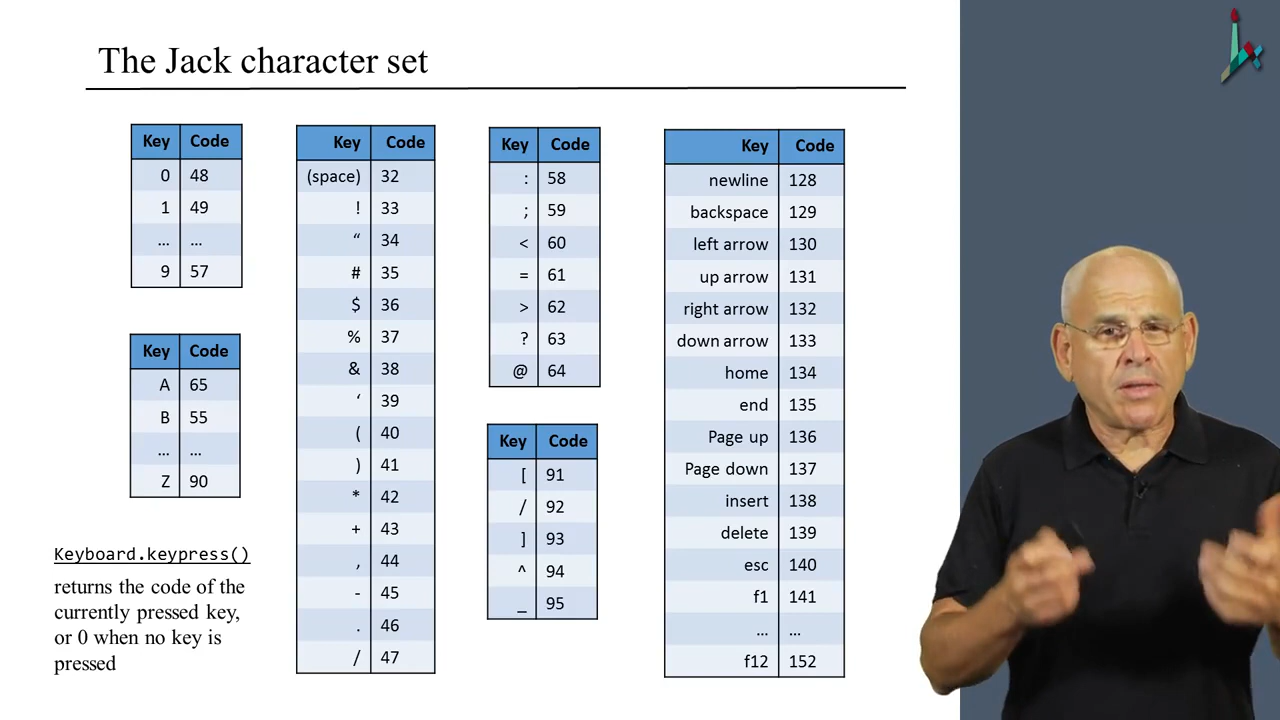 The Jack character set
Key Code
0 48
1 49
... ...
9 57
Key Code
A 65
B 55
... ...
Z 90
Keyboard.keypress()
returns the code of the
currently pressed key,
or 0 when no key is
pressed
Key Code
(space) 32
! 33
“ 34
# 35
$ 36
% 37
& 38
‘ 39
( 40
) 41
* 42
+ 43
, 44
- 45
. 46
/ 47
Key Code
: 58
; 59
< 60
= 61
> 62
? 63
@ 64
Key Code
[ 91
/ 92
] 93
^ 94
_ 95
Key Code
newline 128
backspace 129
left arrow 130
up arrow 131
right arrow 132
down arrow 133
home 134
end 135
Page up 136
Page down 137
insert 138
delete 139
esc 140
f1 141
... ...
f12 152